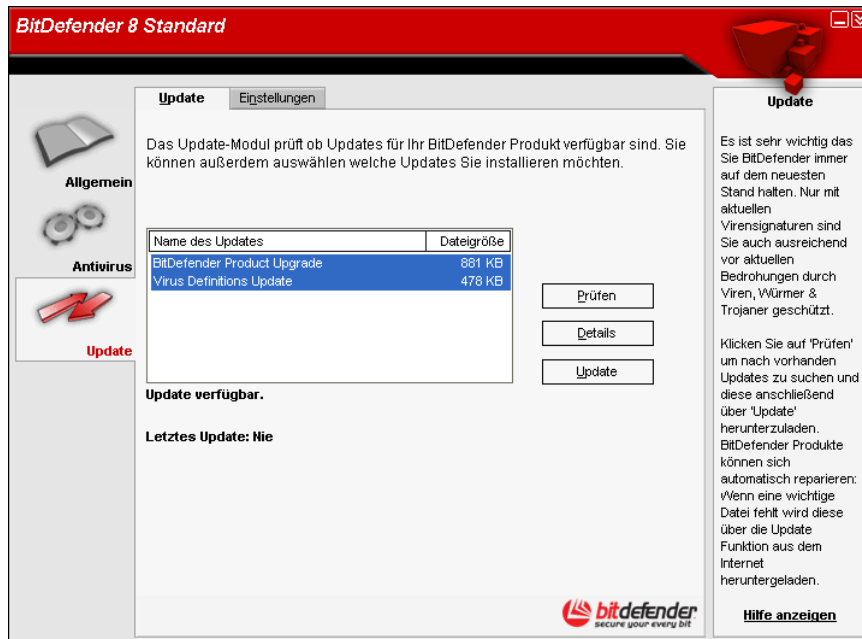 BitDefender 8 Standard
Update
Einstellungen
Das Update-Modul prüft ob Updates für Ihr BitDefender Produkt verfügbar sind. Sie
können außerdem auswählen welche Updates Sie installieren möchten.
Allgemein
Antivirus
Update
Name des Updates
Dateigröße
BitDefender Product Upgrade
881 KB
Virus Definitions Update
478 KB
Prüfen
Details
Update
Update verfügbar.
Letztes Update: Nie
bitdefender
secure your every bit
Update
Es ist sehr wichtig das
Sie BitDefender immer
auf dem neuesten
Stand halten. Nur mit
aktuellen
Virensignaturen sind
Sie auch ausreichend
vor aktuellen
Bedrohungen durch
Viren, Würmer &
Trojaner geschützt.
Klicken Sie auf 'Prüfen'
um nach vorhanden
Updates zu suchen und
diese anschließend
über 'Update'
herunterzuladen.
BitDefender Produkte
können sich
automatisch reparieren:
Wenn eine wichtige
Datei fehlt wird diese
über die Update
Funktion aus dem
Internet
heruntergeladen.
Hilfe anzeigen